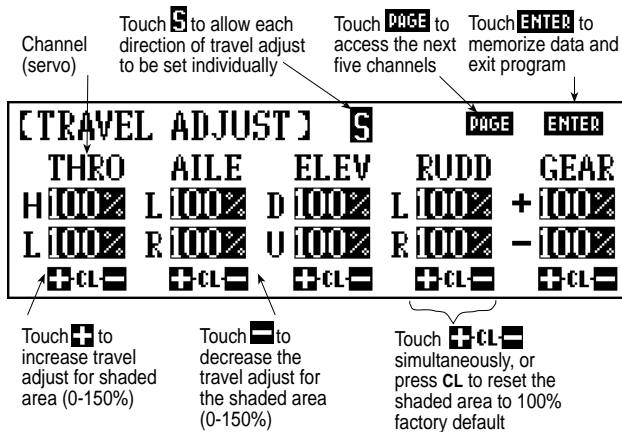 Channel
(servo)
Touch S to allow each
direction of travel adjust
to be set individually
Touch PAGE to
access the next
five channels
Touch ENTER to
memorize data and
exit program
[TRAVEL ADJUST] S PAGE ENTER
THRO AILE ELEV RUDD GEAR
H 100% L 100% D 100% L 100% + 100%
L 100% R 100% U 100% R 100% − 100%
+CL− +CL− +CL− +CL− +CL−
Touch + to
increase travel
adjust for shaded
area (0-150%)
Touch − to
decrease the
travel adjust for
the shaded area
(0-150%)
Touch +CL−
simultaneously, or
press CL to reset the
shaded area to 100%
factory default